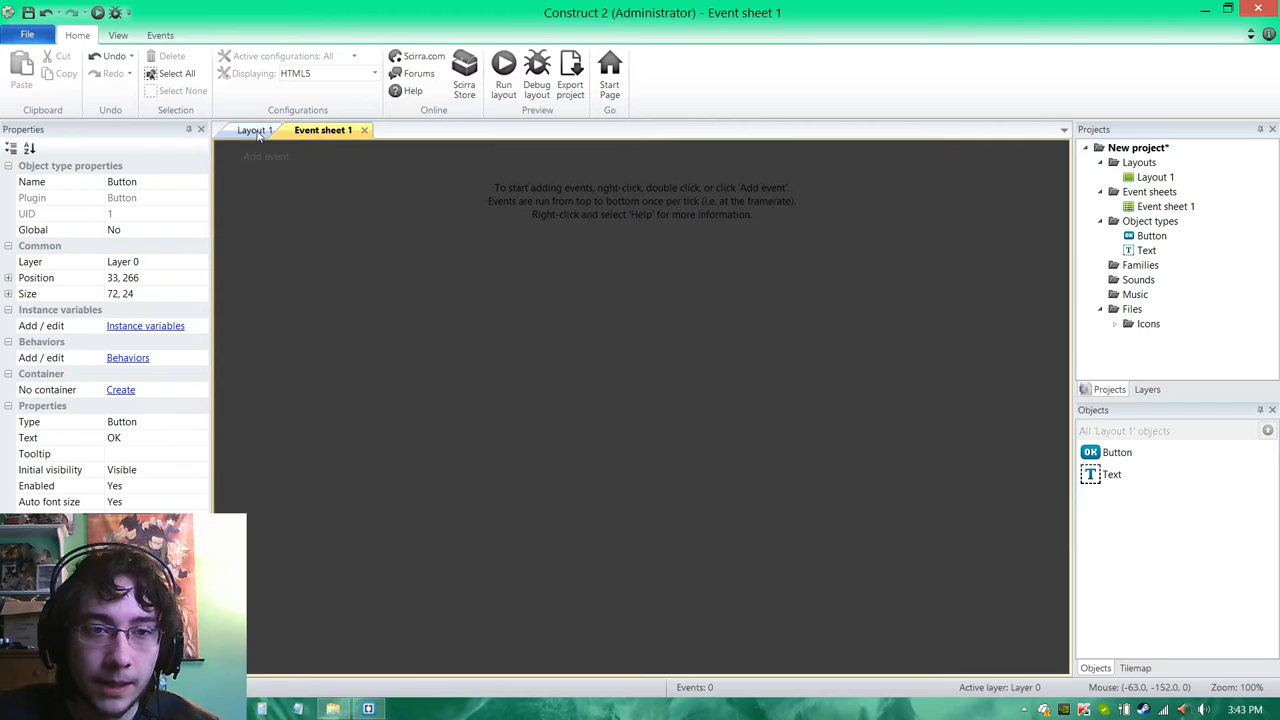 Construct 2 (Administrator) - Event sheet 1
File
Home
View
Events
Paste
Cut
Copy
Clipboard
Undo
Redo
Undo
Delete
Select All
Select None
Selection
Active configurations: All
Displaying: HTML5
Configurations
Scirra.com
Forums
Help
Scirra Store
Online
Run layout
Debug layout
Export project
Preview
Start Page
Go
Properties
Object type properties
Name Button
Plugin Button
UID 1
Global No
Common
Layer Layer 0
Position 33, 266
Size 72, 24
Instance variables
Add / edit Instance variables
Behaviors
Add / edit Behaviors
Container
No container Create
Properties
Type Button
Text OK
Tooltip
Initial visibility Visible
Enabled Yes
Auto font size Yes
Layout 1
Event sheet 1
Add event
To start adding events, right-click, double click, or click 'Add event'.
Events are run from top to bottom once per tick (i.e. at the framerate).
Right-click and select 'Help' for more information.
Projects
New project*
Layouts
Layout 1
Event sheets
Event sheet 1
Object types
OK Button
T Text
Families
Sounds
Music
Files
Icons
Projects
Layers
Objects
All 'Layout 1' objects
OK Button
T Text
Objects
Tilemap
Events: 0
Active layer: Layer 0
Mouse: (-63.0, -152.0, 0)
Zoom: 100%
3:43 PM